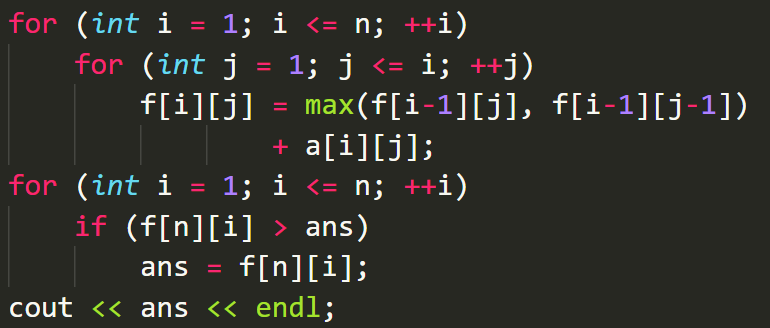 for (int i = 1; i <= n; ++i)
for (int j = 1; j <= i; ++j)
f[i][j] = max(f[i-1][j], f[i-1][j-1])
+ a[i][j];
for (int i = 1; i <= n; ++i)
if (f[n][i] > ans)
ans = f[n][i];
cout << ans << endl;